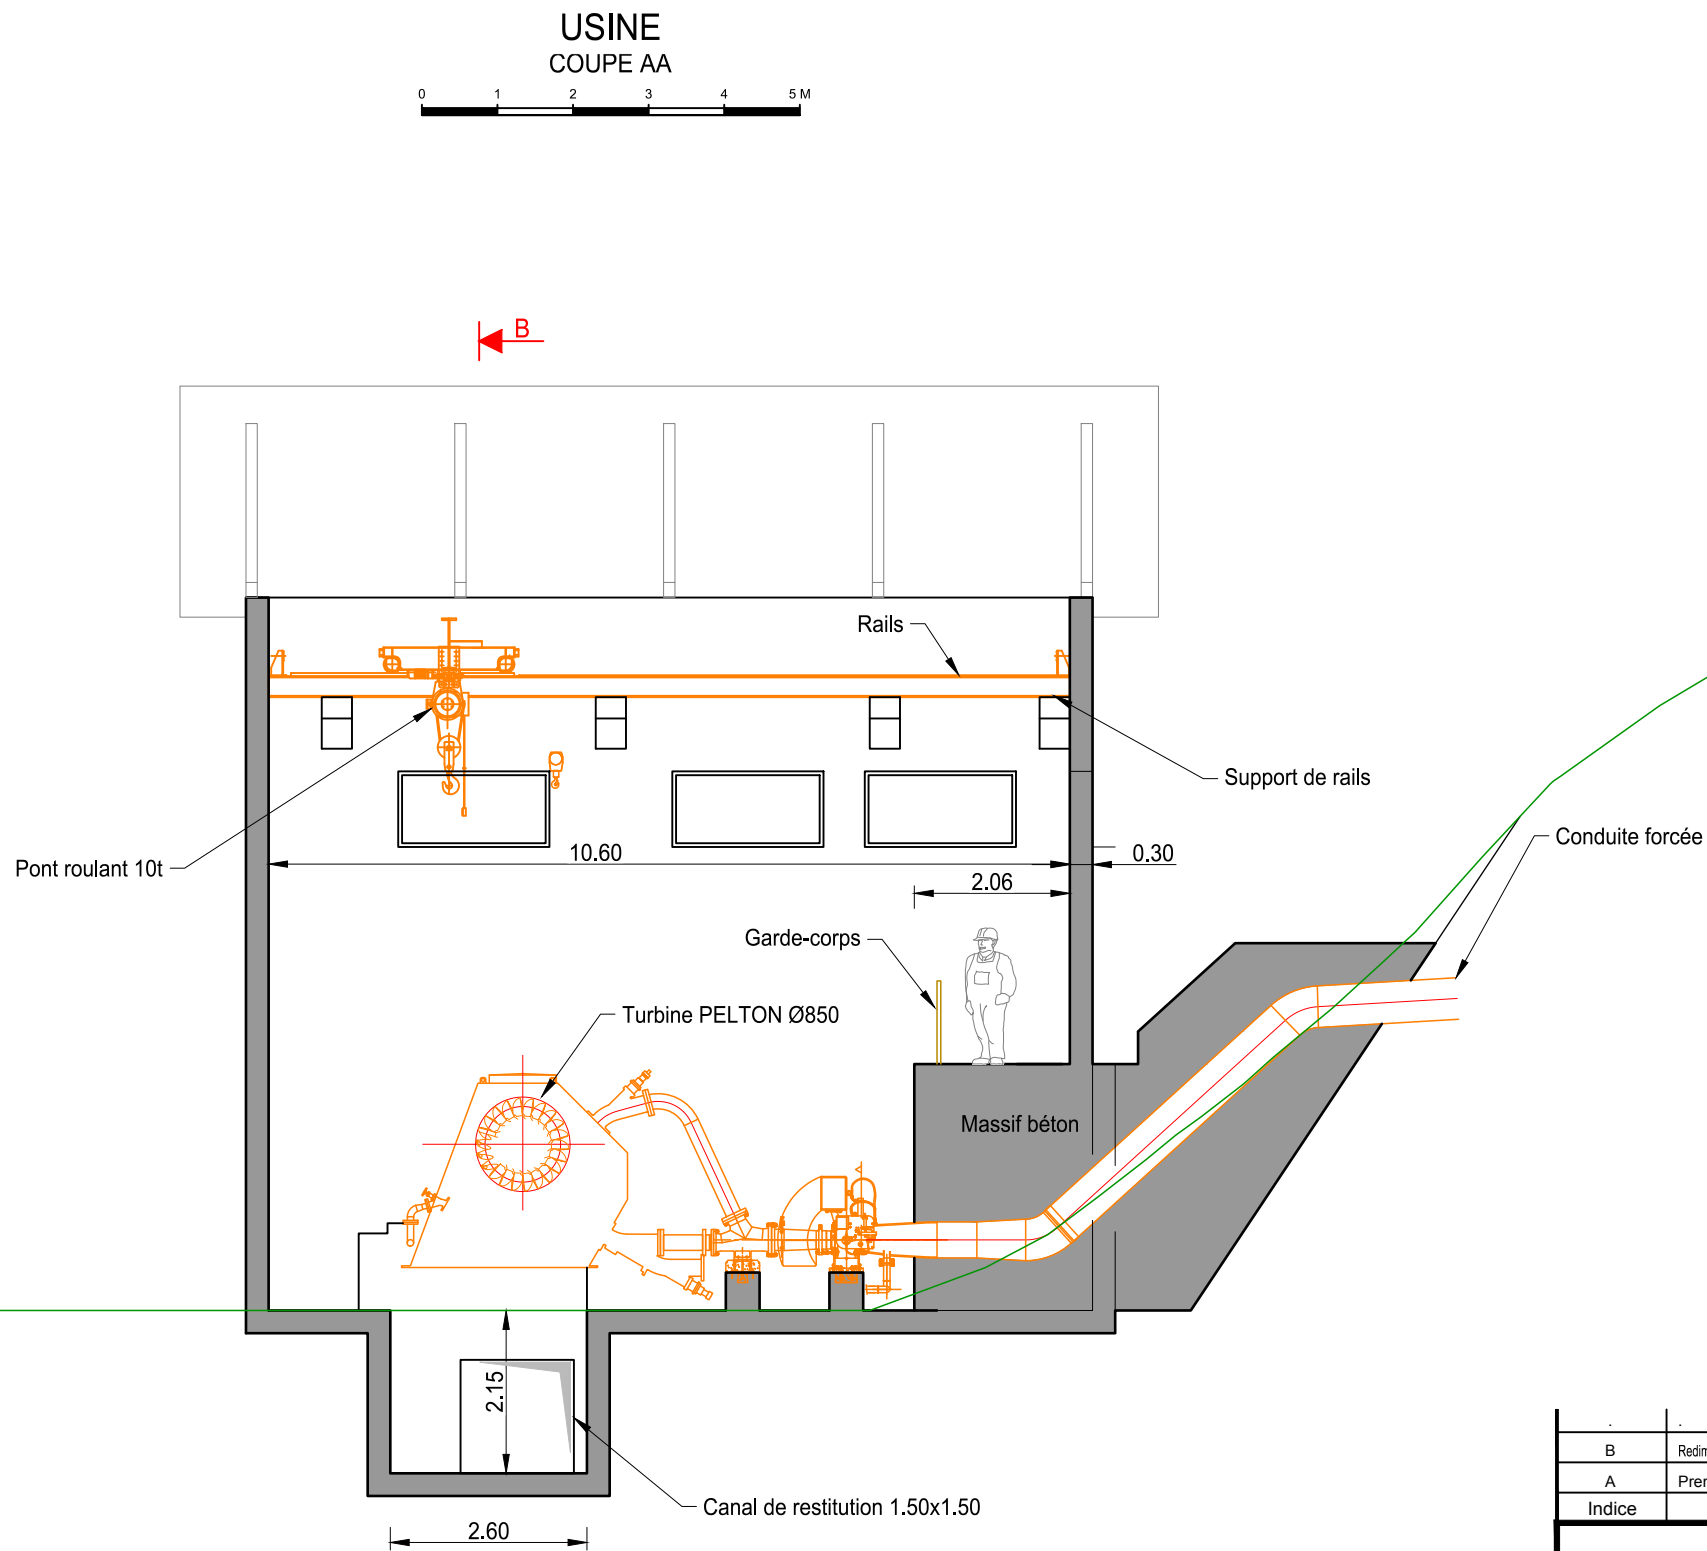 USINE
COUPE AA
0 1 2 3 4 5 M
B
Rails
Support de rails
Conduite forcée
Pont roulant 10t
10.60
0.30
2.06
Garde-corps
Turbine PELTON Ø850
Massif béton
2.15
Canal de restitution 1.50x1.50
2.60
. .
B Redim
A Prem
Indice